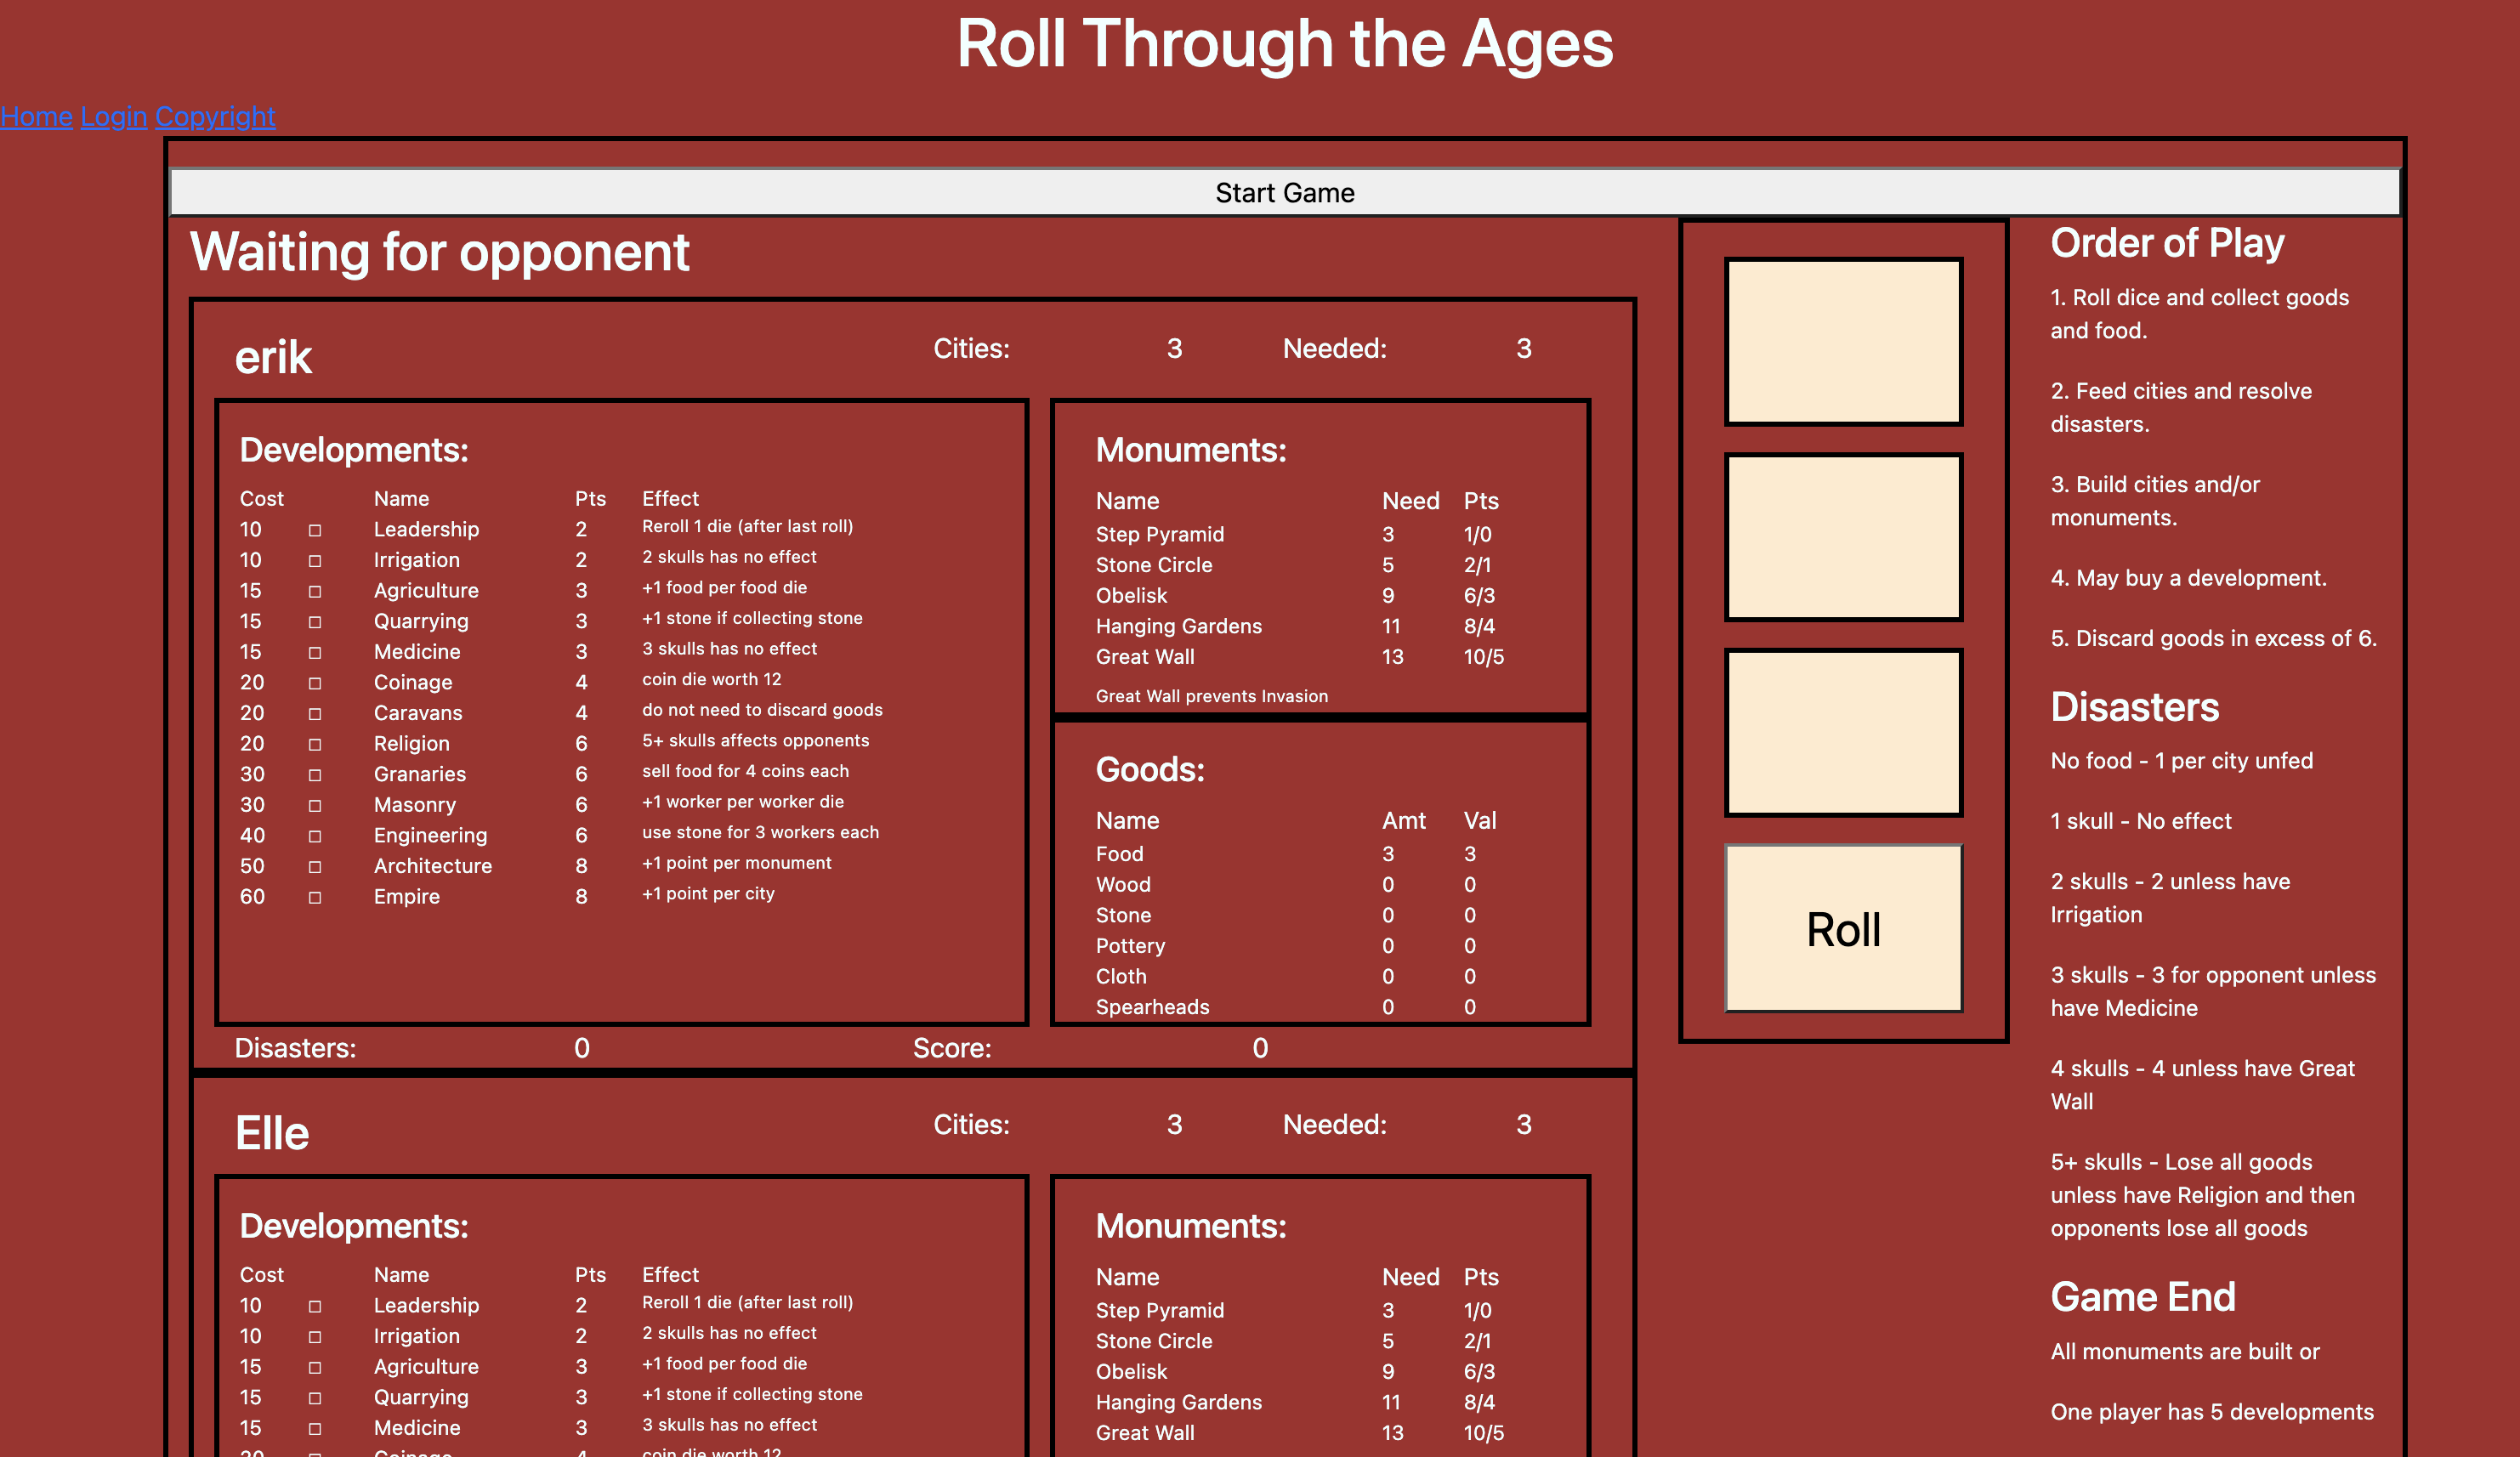 Roll Through the Ages
Home Login Copyright
Start Game
Waiting for opponent
erik
Cities: 3 Needed: 3
Developments:
Cost Name Pts Effect
10 Leadership 2 Reroll 1 die (after last roll)
10 Irrigation 2 2 skulls has no effect
15 Agriculture 3 +1 food per food die
15 Quarrying 3 +1 stone if collecting stone
15 Medicine 3 3 skulls has no effect
20 Coinage 4 coin die worth 12
20 Caravans 4 do not need to discard goods
20 Religion 6 5+ skulls affects opponents
30 Granaries 6 sell food for 4 coins each
30 Masonry 6 +1 worker per worker die
40 Engineering 6 use stone for 3 workers each
50 Architecture 8 +1 point per monument
60 Empire 8 +1 point per city
Monuments:
Name Need Pts
Step Pyramid 3 1/0
Stone Circle 5 2/1
Obelisk 9 6/3
Hanging Gardens 11 8/4
Great Wall 13 10/5
Great Wall prevents Invasion
Goods:
Name Amt Val
Food 3 3
Wood 0 0
Stone 0 0
Pottery 0 0
Cloth 0 0
Spearheads 0 0
Disasters: 0 Score: 0
Elle
Cities: 3 Needed: 3
Developments:
Cost Name Pts Effect
10 Leadership 2 Reroll 1 die (after last roll)
10 Irrigation 2 2 skulls has no effect
15 Agriculture 3 +1 food per food die
15 Quarrying 3 +1 stone if collecting stone
15 Medicine 3 3 skulls has no effect
20 Coinage 4 coin die worth 12
Monuments:
Name Need Pts
Step Pyramid 3 1/0
Stone Circle 5 2/1
Obelisk 9 6/3
Hanging Gardens 11 8/4
Great Wall 13 10/5
Roll
Order of Play
1. Roll dice and collect goods
and food.
2. Feed cities and resolve
disasters.
3. Build cities and/or
monuments.
4. May buy a development.
5. Discard goods in excess of 6.
Disasters
No food - 1 per city unfed
1 skull - No effect
2 skulls - 2 unless have
Irrigation
3 skulls - 3 for opponent unless
have Medicine
4 skulls - 4 unless have Great
Wall
5+ skulls - Lose all goods
unless have Religion and then
opponents lose all goods
Game End
All monuments are built or
One player has 5 developments